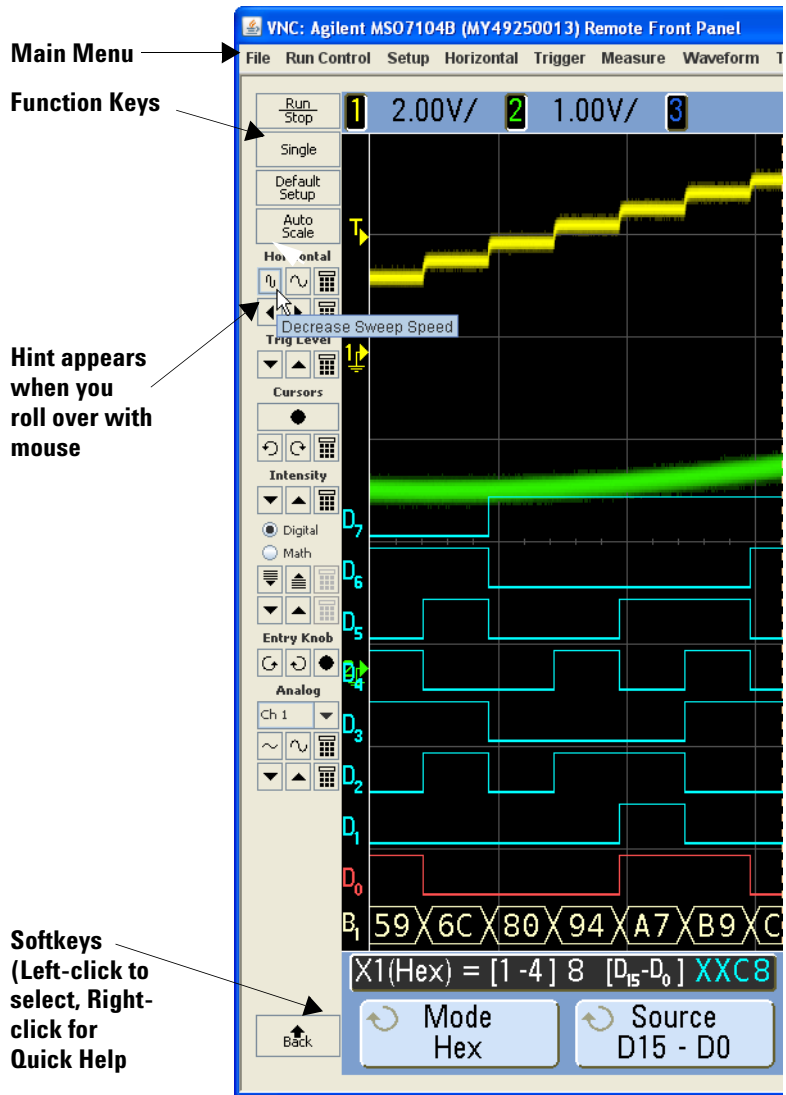 VNC: Agilent MSO7104B (MY49250013) Remote Front Panel
Main Menu
File Run Control Setup Horizontal Trigger Measure Waveform T
Function Keys
Run
Stop
1 2.00V/ 2 1.00V/ 3
Single
Default
Setup
Auto
Scale
T
Horizontal
Decrease Sweep Speed
Trig Level
1
Hint appears
when you
roll over with
mouse
Cursors
Intensity
Digital
Math
D7
D6
D5
Entry Knob
D4
Analog
Ch 1
D3
D2
D1
D0
B1 59 6C 80 94 A7 B9 C
X1(Hex) = [1 -4] 8 [D15-D0] XXC8
Softkeys
(Left-click to
select, Right-
click for
Quick Help
Back
Mode
Hex
Source
D15 - D0